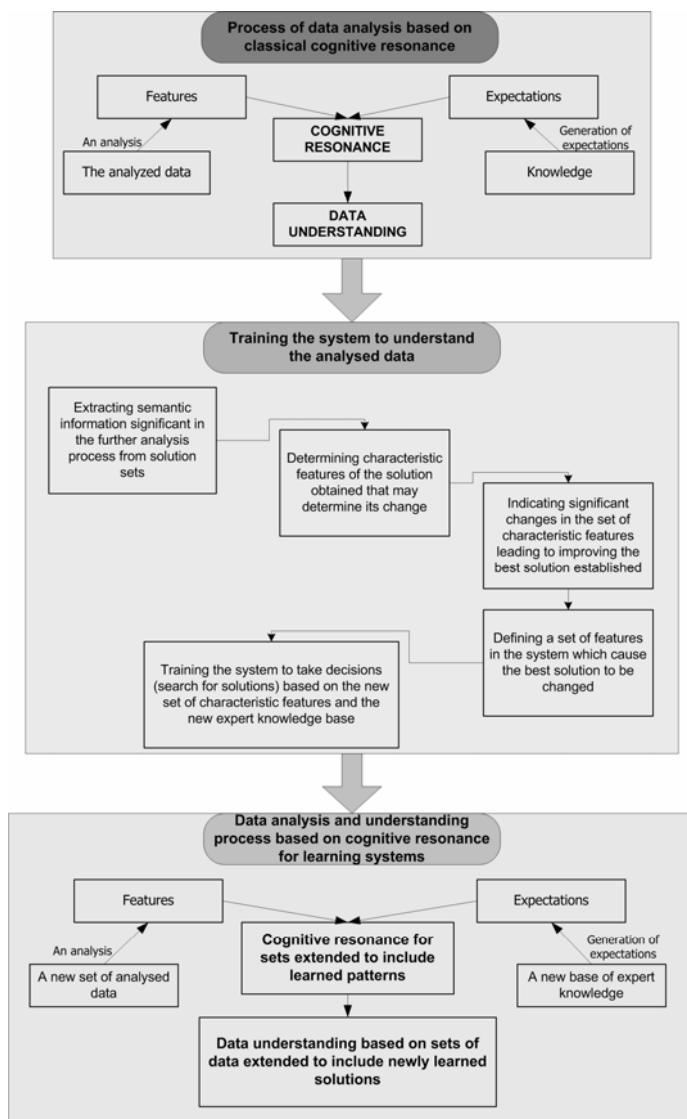 Process of data analysis based on
classical cognitive resonance
Features
Expectations
An analysis
COGNITIVE
RESONANCE
Generation of
expectations
The analyzed data
Knowledge
DATA
UNDERSTANDING
Training the system to understand
the analysed data
Extracting semantic
information significant in
the further analysis
process from solution
sets
Determining characteristic
features of the solution
obtained that may
determine its change
Indicating significant
changes in the set of
characteristic features
leading to improving the
best solution established
Defining a set of features
in the system which cause
the best solution to be
changed
Training the system to take decisions
(search for solutions) based on the new
set of characteristic features and the
new expert knowledge base
Data analysis and understanding
process based on cognitive resonance
for learning systems
Features
Expectations
An analysis
Cognitive resonance for
sets extended to include
learned patterns
Generation of
expectations
A new set of analysed
data
A new base of expert
knowledge
Data understanding based on sets of
data extended to include newly learned
solutions